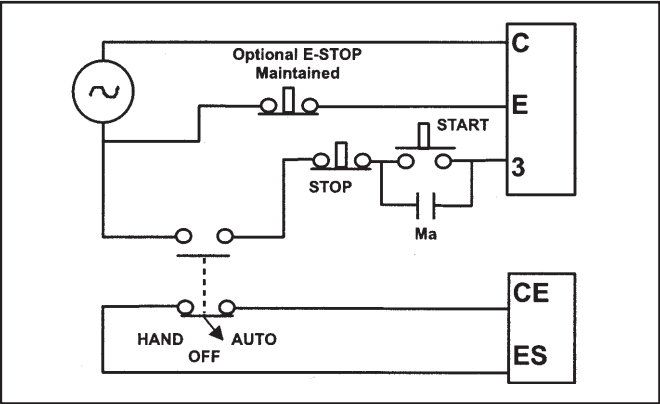 C
Optional E-STOP
Maintained
E
START
3
STOP
Ma
CE
HAND
AUTO
OFF
ES